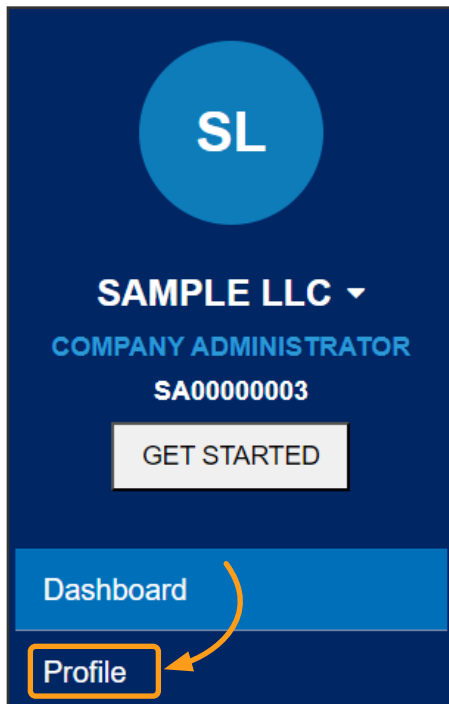 SL
SAMPLE LLC
COMPANY ADMINISTRATOR
SA00000003
GET STARTED
Dashboard
Profile